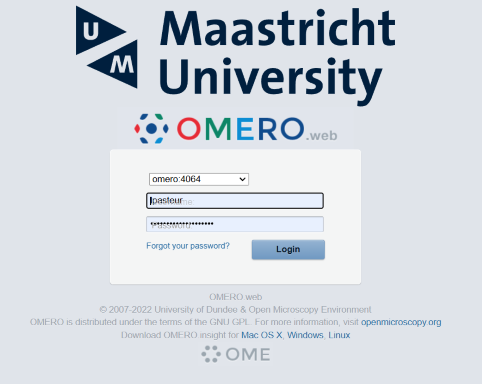 U
M
Maastricht
University
OMERO.web
omero:4064
lpasteur
Password
Forgot your password?
Login
OMERO.web
© 2007-2022 University of Dundee & Open Microscopy Environment
OMERO is distributed under the terms of the GNU GPL. For more information, visit openmicroscopy.org
Download OMERO.insight for Mac OS X, Windows, Linux
OME